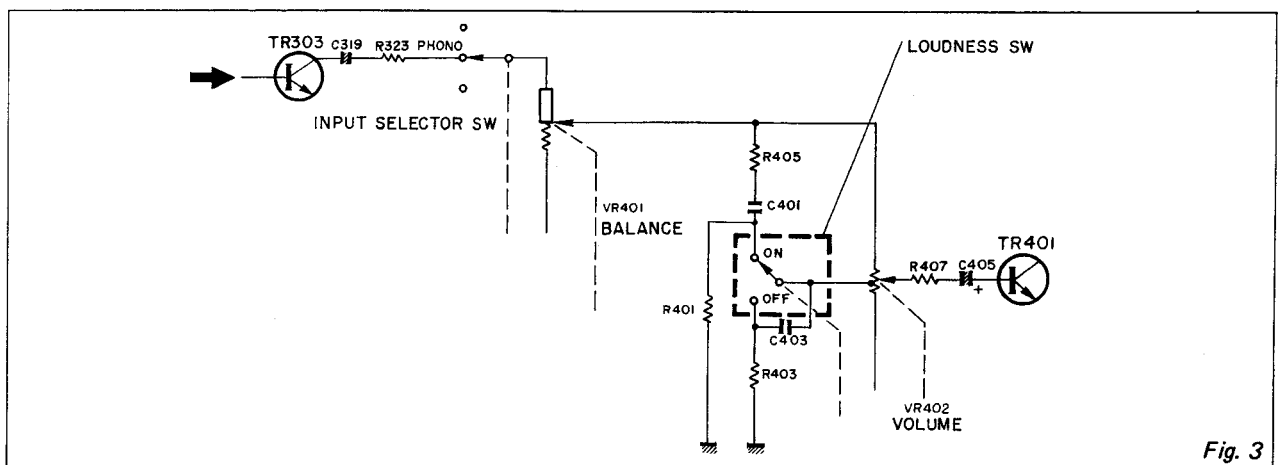 TR303
C319
R323 PHONO
INPUT SELECTOR SW
VR401
BALANCE
LOUDNESS SW
R405
C401
ON
OFF
R401
C403
R403
R407
C405
+
TR401
VR402
VOLUME
Fig. 3